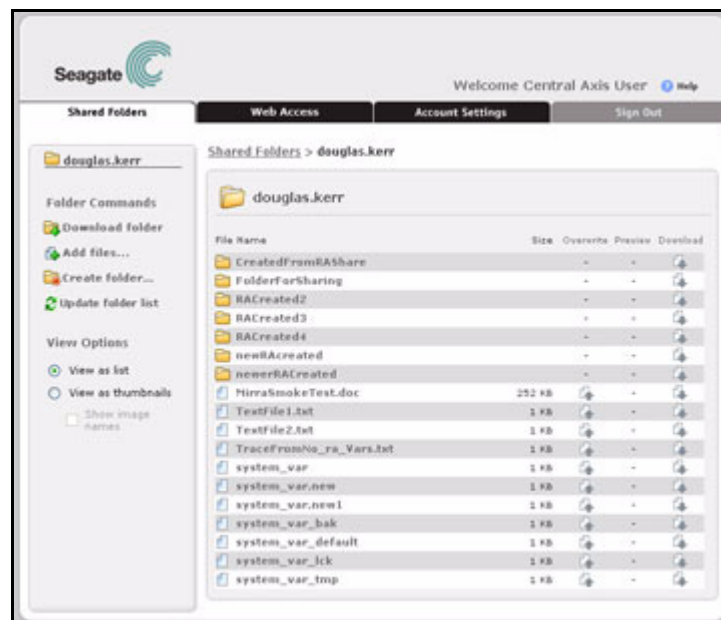 Seagate
Welcome Central Axis User Help
Shared Folders Web Access Account Settings Sign Out
douglas.kerr
Folder Commands
Download folder
Add files...
Create folder...
Update folder list
View Options
View as list
View as thumbnails
Show image
names
Shared Folders > douglas.kerr
douglas.kerr
File Name Size Overwrite Preview Download
CreatedFromRAShare - -
FolderForSharing - -
RACreated2 - -
RACreated3 - -
RACreated4 - -
newRAcreated - -
newerRACreated - -
MirraSmokeTest.doc 252 KB -
TextFile1.txt 1 KB -
TextFile2.txt 1 KB -
TraceFromNo_ra_Vars.txt 1 KB -
system_var 1 KB -
system_var.new 1 KB -
system_var.new1 1 KB -
system_var_bak 1 KB -
system_var_default 1 KB -
system_var_lck 1 KB -
system_var_tmp 1 KB -